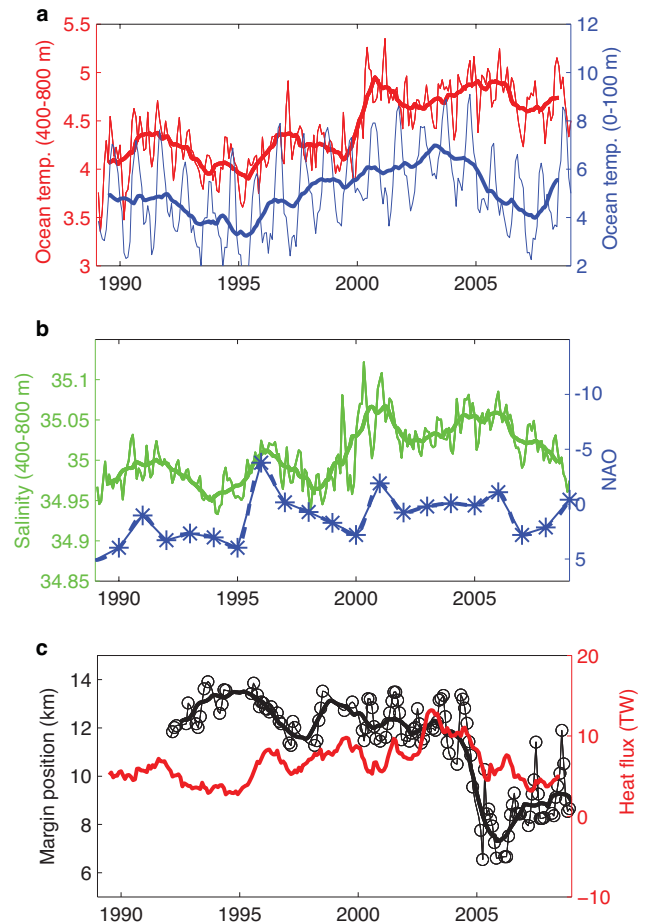 a
5.5
5
4.5
4
3.5
3
Ocean temp. (400-800 m)
12
10
8
6
4
2
Ocean temp. (0-100 m)
1990 1995 2000 2005
b
35.1
35.05
35
34.95
34.9
34.85
Salinity (400-800 m)
-10
-5
0
5
NAO
1990 1995 2000 2005
c
14
12
10
8
6
Margin position (km)
20
10
0
−10
Heat flux (TW)
1990 1995 2000 2005